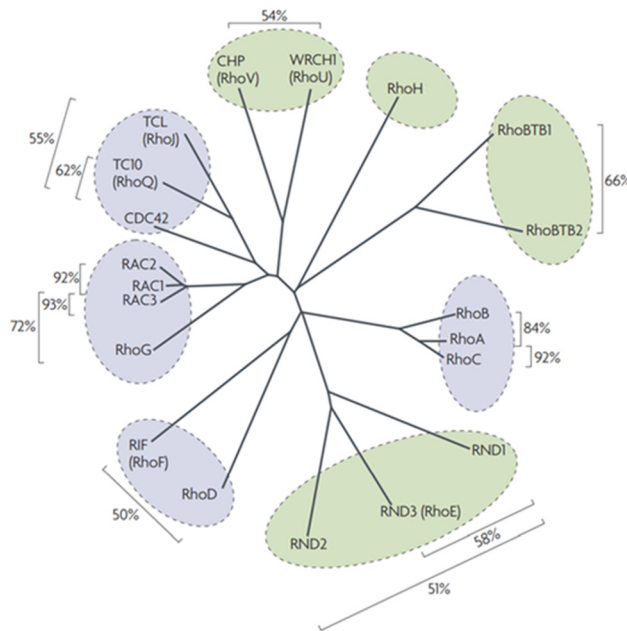 54%
CHP
(RhoV)
WRCH1
(RhoU)
RhoH
RhoBTB1
66%
RhoBTB2
55%
TCL
(RhoJ)
62%
TC10
(RhoQ)
CDC42
92%
RAC2
RAC1
93%
RAC3
72%
RhoG
RhoB
84%
RhoA
RhoC
92%
RIF
(RhoF)
RhoD
50%
RND1
RND3 (RhoE)
RND2
58%
51%